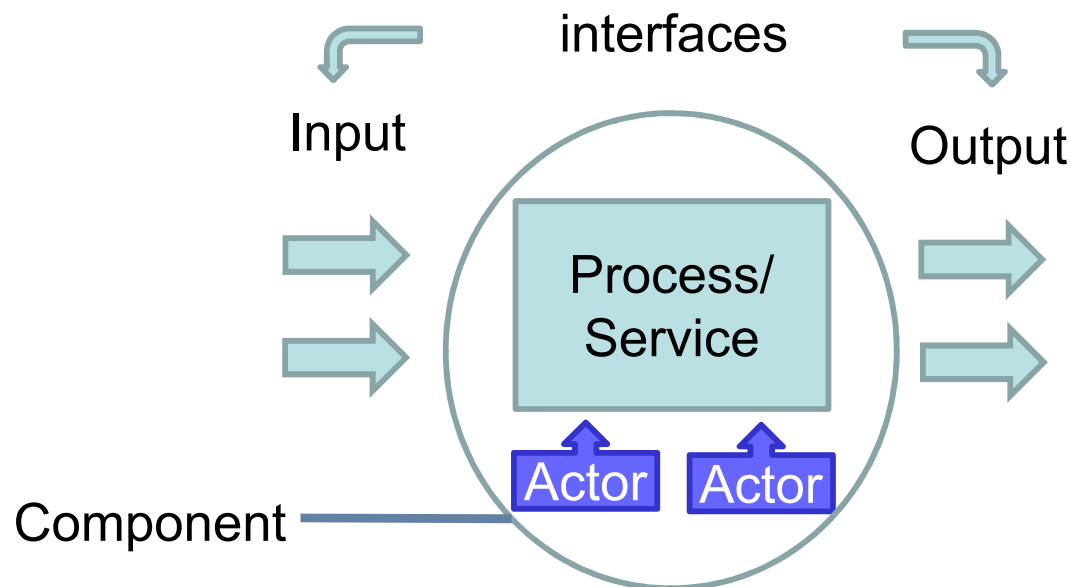 interfaces
Input
Output
Process/
Service
Actor
Actor
Component